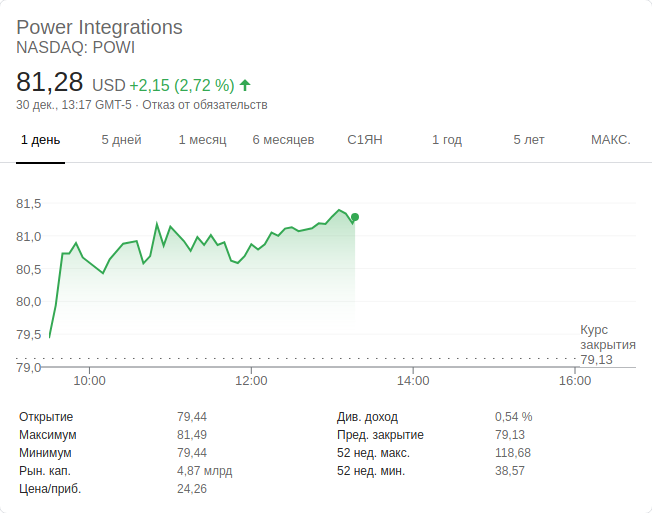 Power Integrations
NASDAQ: POWI
81,28 USD +2,15 (2,72 %)
30 дек., 13:17 GMT-5 · Отказ от обязательств
1 день 5 дней 1 месяц 6 месяцев С1ЯН 1 год 5 лет МАКС.
81,5
81,0
80,5
80,0
79,5
79,0
Курс
закрытия
79,13
10:00 12:00 14:00 16:00
Открытие 79,44
Максимум 81,49
Минимум 79,44
Рын. кап. 4,87 млрд
Цена/приб. 24,26
Див. доход 0,54 %
Пред. закрытие 79,13
52 нед. макс. 118,68
52 нед. мин. 38,57